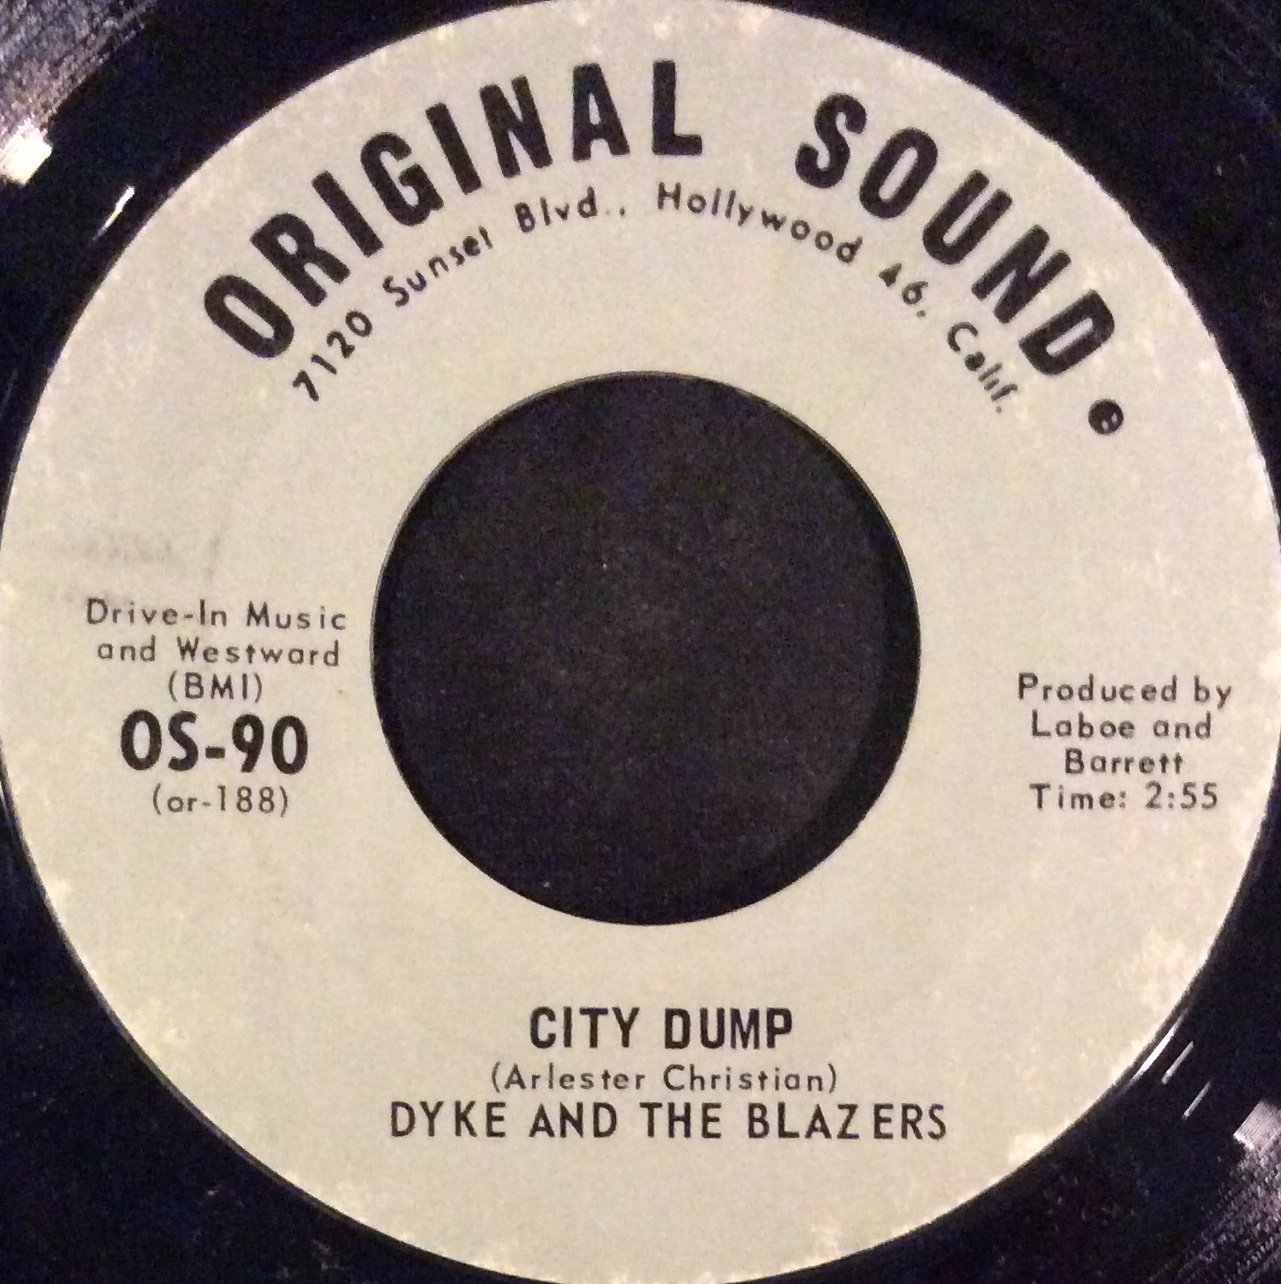 ORIGINAL SOUND ®
7120 Sunset Blvd., Hollywood 46, Calif.
Drive-In Music
and Westward
(BMI)
OS-90
(or-188)
Produced by
Laboe and
Barrett
Time: 2:55
CITY DUMP
(Arlester Christian)
DYKE AND THE BLAZERS